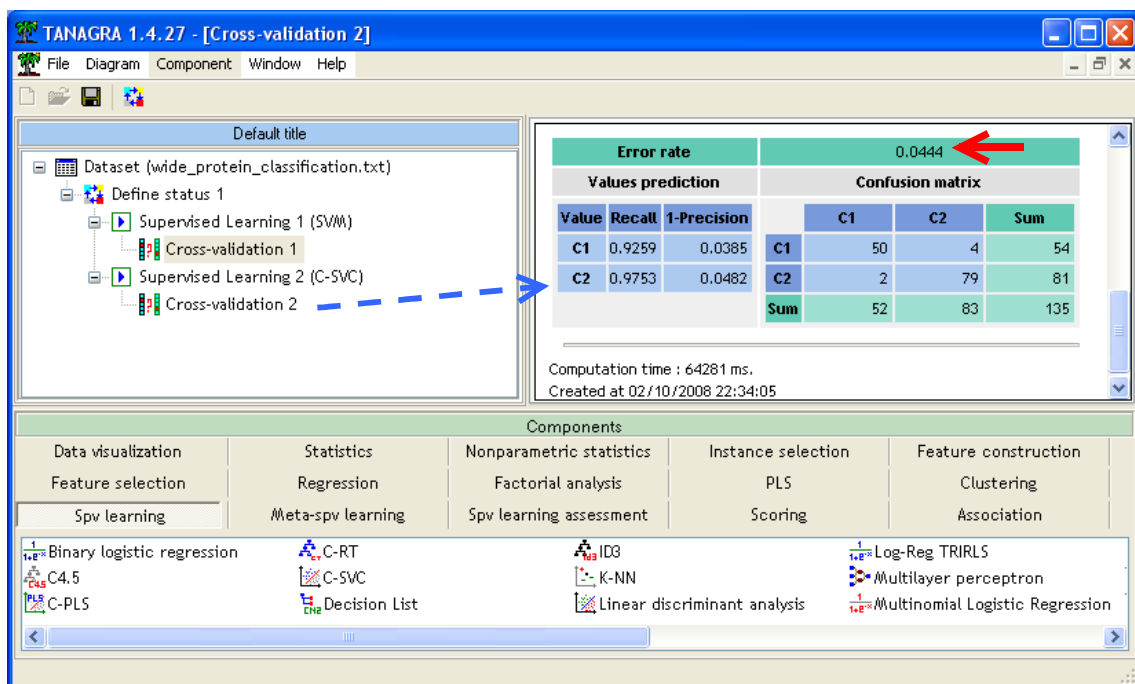 TANAGRA 1.4.27 - [Cross-validation 2]
File Diagram Component Window Help
Default title
Dataset (wide_protein_classification.txt)
Define status 1
Supervised Learning 1 (SVM)
Cross-validation 1
Supervised Learning 2 (C-SVC)
Cross-validation 2
Error rate 0.0444
Values prediction Confusion matrix
Value Recall 1-Precision C1 C2 Sum
C1 0.9259 0.0385 C1 50 4 54
C2 0.9753 0.0482 C2 2 79 81
Sum 52 83 135
Computation time : 64281 ms.
Created at 02/10/2008 22:34:05
Components
Data visualization Statistics Nonparametric statistics Instance selection Feature construction
Feature selection Regression Factorial analysis PLS Clustering
Spv learning Meta-spv learning Spv learning assessment Scoring Association
Binary logistic regression C-RT ID3 Log-Reg TRIRLS
C4.5 C-SVC K-NN Multilayer perceptron
C-PLS Decision List Linear discriminant analysis Multinomial Logistic Regression